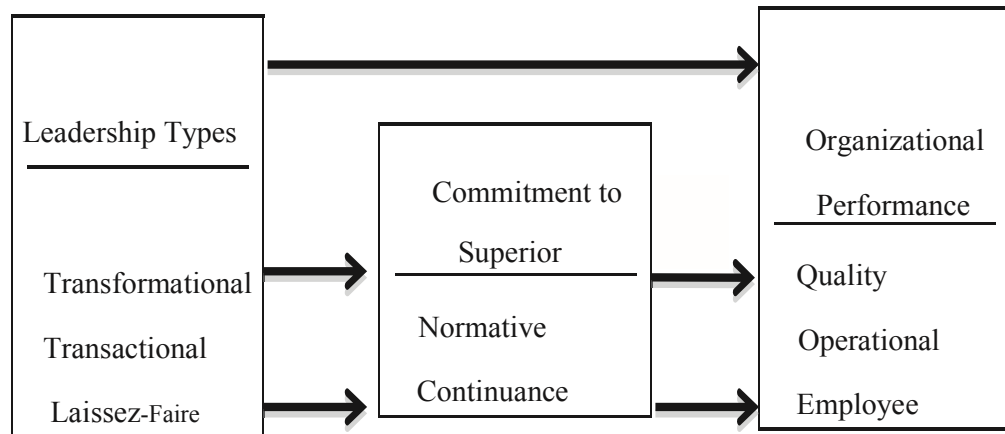 Leadership Types
Transformational
Transactional
Laissez-Faire
Commitment to
Superior
Normative
Continuance
Organizational
Performance
Quality
Operational
Employee